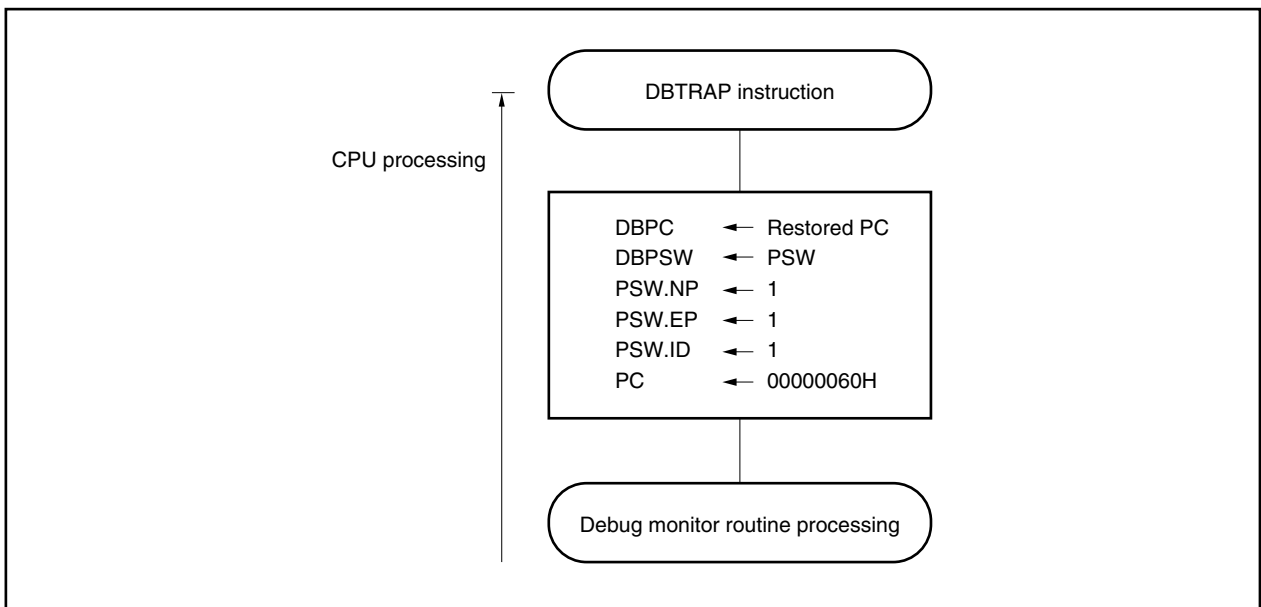 DBTRAP instruction
CPU processing
DBPC ← Restored PC
DBPSW ← PSW
PSW.NP ← 1
PSW.EP ← 1
PSW.ID ← 1
PC ← 00000060H
Debug monitor routine processing